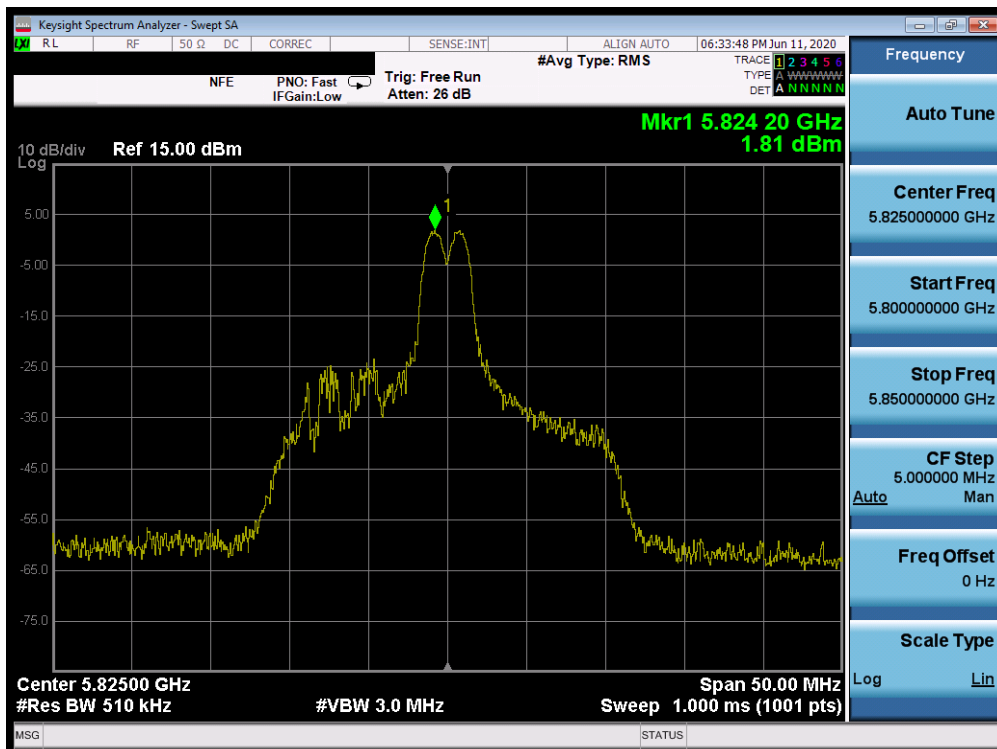 Keysight Spectrum Analyzer - Swept SA
LXI RL RF 50 Ω DC CORREC SENSE:INT ALIGN AUTO 06:33:48 PM Jun 11, 2020
NFE PNO: Fast Trig: Free Run #Avg Type: RMS TRACE 1 2 3 4 5 6
IFGain:Low Atten: 26 dB TYPE A WWWWW
DET A N N N N N
Mkr1 5.824 20 GHz
1.81 dBm
10 dB/div Ref 15.00 dBm
Log
1
5.00
-5.00
-15.0
-25.0
-35.0
-45.0
-55.0
-65.0
-75.0
Center 5.82500 GHz Span 50.00 MHz
#Res BW 510 kHz #VBW 3.0 MHz Sweep 1.000 ms (1001 pts)
MSG STATUS
Frequency
Auto Tune
Center Freq
5.825000000 GHz
Start Freq
5.800000000 GHz
Stop Freq
5.850000000 GHz
CF Step
5.000000 MHz
Auto Man
Freq Offset
0 Hz
Scale Type
Log Lin